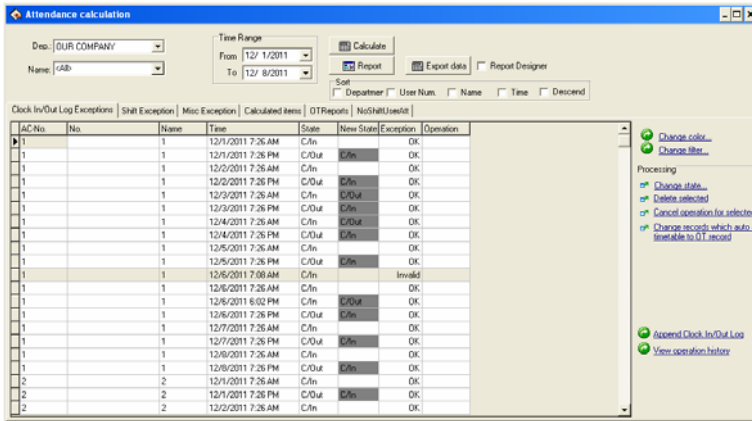 Attendance calculation
Dep.: OUR COMPANY
Name: <All>
Time Range
From 12/ 1/2011
To 12/ 8/2011
Calculate
Report
Export data
Report Designer
Sort
Departmer User Num. Name Time Descend
Clock In/Out Log Exceptions Shift Exception Misc Exception Calculated items OTReports NoShiftUserAtt
AC-No. No. Name Time State New State Exception Operation
1 1 12/1/2011 7:26 AM C/In OK
1 1 12/1/2011 7:26 PM C/Out C/In OK
1 1 12/2/2011 7:26 AM C/In OK
1 1 12/2/2011 7:26 PM C/Out C/In OK
1 1 12/3/2011 7:26 AM C/In C/Out OK
1 1 12/3/2011 7:26 PM C/Out C/In OK
1 1 12/4/2011 7:26 AM C/In C/Out OK
1 1 12/4/2011 7:26 PM C/Out C/In OK
1 1 12/5/2011 7:26 AM C/In OK
1 1 12/5/2011 7:26 PM C/Out C/In OK
1 1 12/6/2011 7:08 AM C/In Invalid
1 1 12/6/2011 7:26 AM C/In OK
1 1 12/6/2011 6:02 PM C/In C/Out OK
1 1 12/6/2011 7:26 PM C/Out C/In OK
1 1 12/7/2011 7:26 AM C/In OK
1 1 12/7/2011 7:26 PM C/Out C/In OK
1 1 12/8/2011 7:26 AM C/In OK
1 1 12/8/2011 7:26 PM C/Out C/In OK
2 2 12/1/2011 7:26 AM C/In OK
2 2 12/1/2011 7:26 PM C/Out C/In OK
2 2 12/2/2011 7:26 AM C/In OK
Change color...
Change filter...
Processing
Change state...
Delete selected
Cancel operation for selected
Change records which auto
timetable to OT record
Append Clock In/Out Log
View operation history